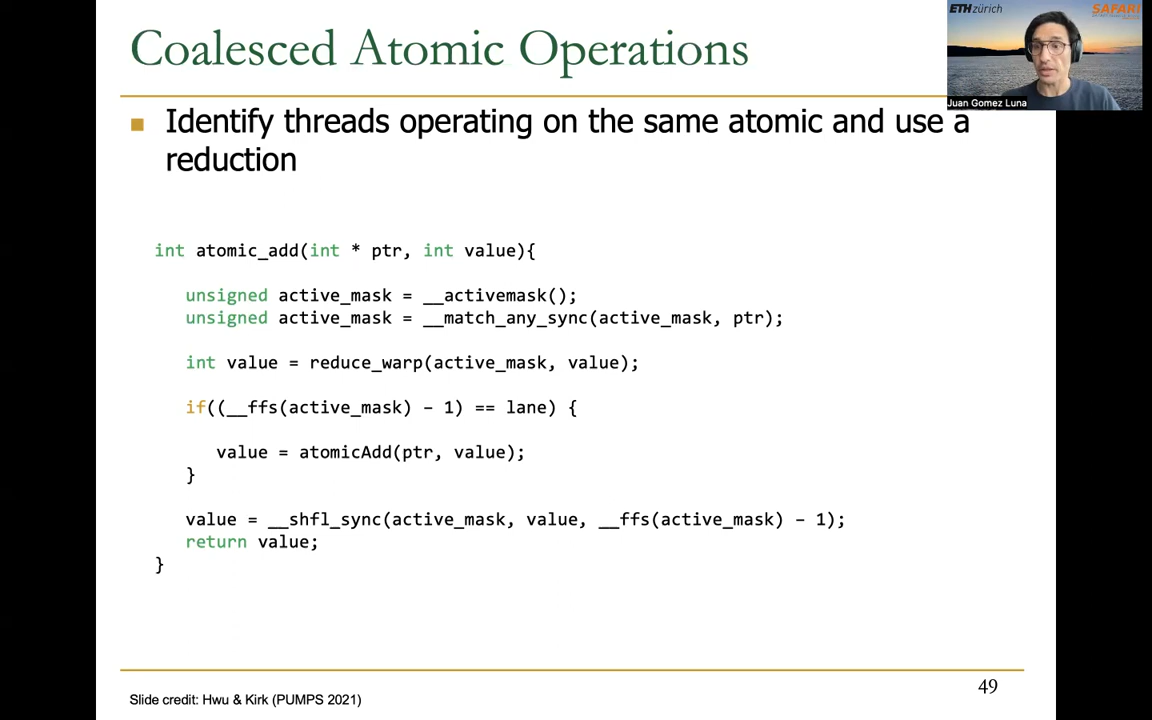 Coalesced Atomic Operations
ETH zürich
SAFARI
Juan Gomez Luna
Identify threads operating on the same atomic and use a
reduction
int atomic_add(int * ptr, int value){
unsigned active_mask = __activemask();
unsigned active_mask = __match_any_sync(active_mask, ptr);
int value = reduce_warp(active_mask, value);
if((__ffs(active_mask) – 1) == lane) {
value = atomicAdd(ptr, value);
}
value = __shfl_sync(active_mask, value, __ffs(active_mask) – 1);
return value;
}
Slide credit: Hwu & Kirk (PUMPS 2021)
49